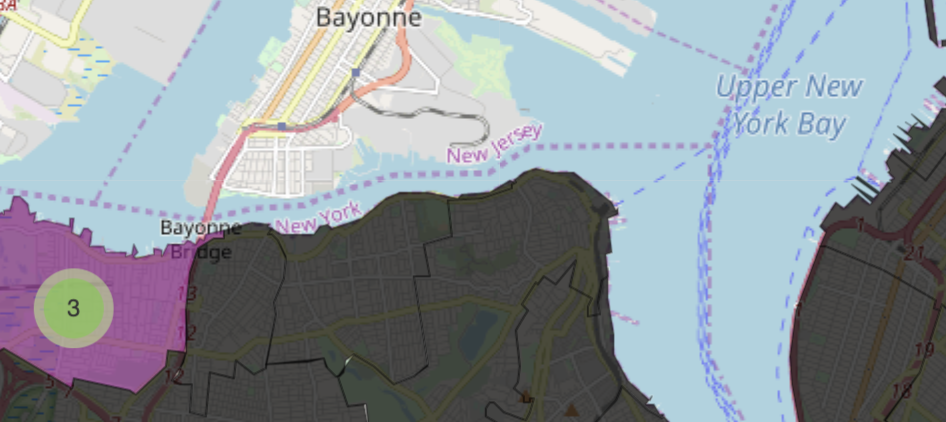 Bayonne
Upper New
York Bay
New Jersey
New York
Bayonne
Bridge
1
21
13
3
12
19
12
5
18